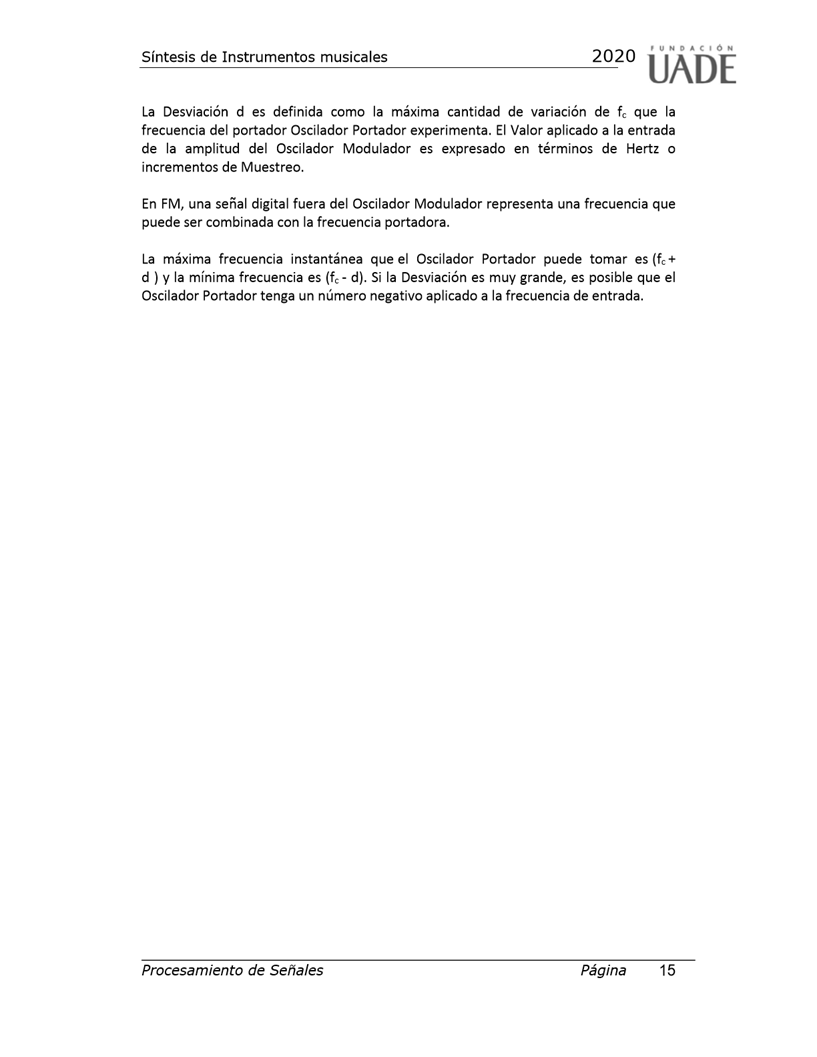 Síntesis de Instrumentos musicales 2020 FUNDACIÓN
UADE
La Desviación d es definida como la máxima cantidad de variación de fc que la
frecuencia del portador Oscilador Portador experimenta. El Valor aplicado a la entrada
de la amplitud del Oscilador Modulador es expresado en términos de Hertz o
incrementos de Muestreo.
En FM, una señal digital fuera del Oscilador Modulador representa una frecuencia que
puede ser combinada con la frecuencia portadora.
La máxima frecuencia instantánea que el Oscilador Portador puede tomar es (fc +
d ) y la mínima frecuencia es (fc - d). Si la Desviación es muy grande, es posible que el
Oscilador Portador tenga un número negativo aplicado a la frecuencia de entrada.
Procesamiento de Señales Página 15